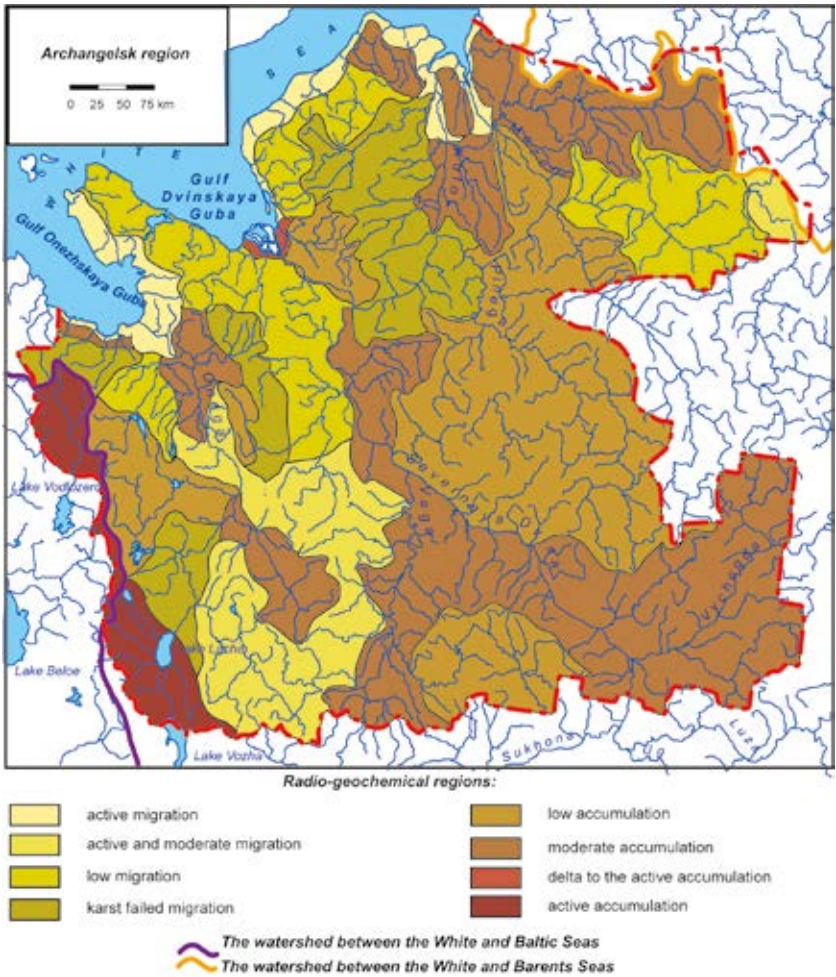 Archangelsk region
0 25 50 75 km
WHITE SEA
Gulf
Dvinskaya
Guba
Gulf Onezhskaya Guba
Lake Vodlozero
Severnaya D
Vychegda
Lake Lacha
Lake Beloe
Lake Vozha
Sukhona
Ug
Luza
Radio-geochemical regions:
active migration
active and moderate migration
low migration
karst failed migration
low accumulation
moderate accumulation
delta to the active accumulation
active accumulation
The watershed between the White and Baltic Seas
The watershed between the White and Barents Seas